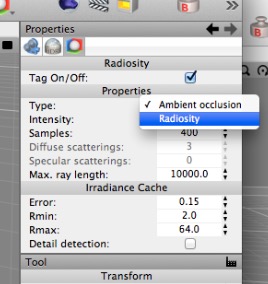 Properties
Radiosity
Tag On/Off:
Properties
Type:
✓ Ambient occlusion
Radiosity
Intensity:
Samples: 400
Diffuse scatterings: 3
Specular scatterings: 0
Max. ray length: 10000.0
Irradiance Cache
Error: 0.15
Rmin: 2.0
Rmax: 64.0
Detail detection:
Tool
Transform